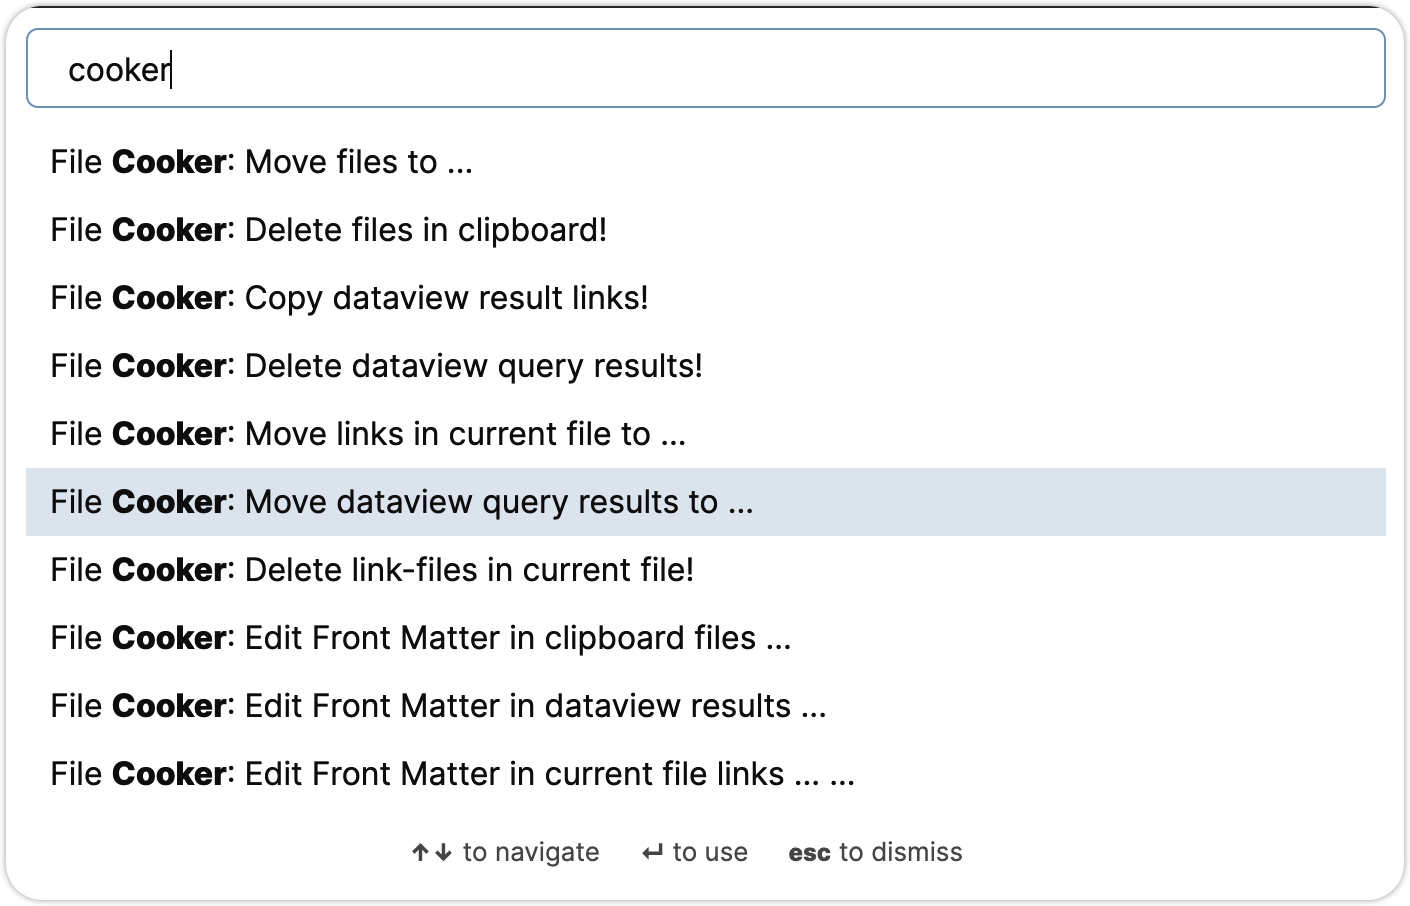 cooker
File Cooker: Move files to ...
File Cooker: Delete files in clipboard!
File Cooker: Copy dataview result links!
File Cooker: Delete dataview query results!
File Cooker: Move links in current file to ...
File Cooker: Move dataview query results to ...
File Cooker: Delete link-files in current file!
File Cooker: Edit Front Matter in clipboard files ...
File Cooker: Edit Front Matter in dataview results ...
File Cooker: Edit Front Matter in current file links ... ...
↑↓ to navigate ↵ to use esc to dismiss